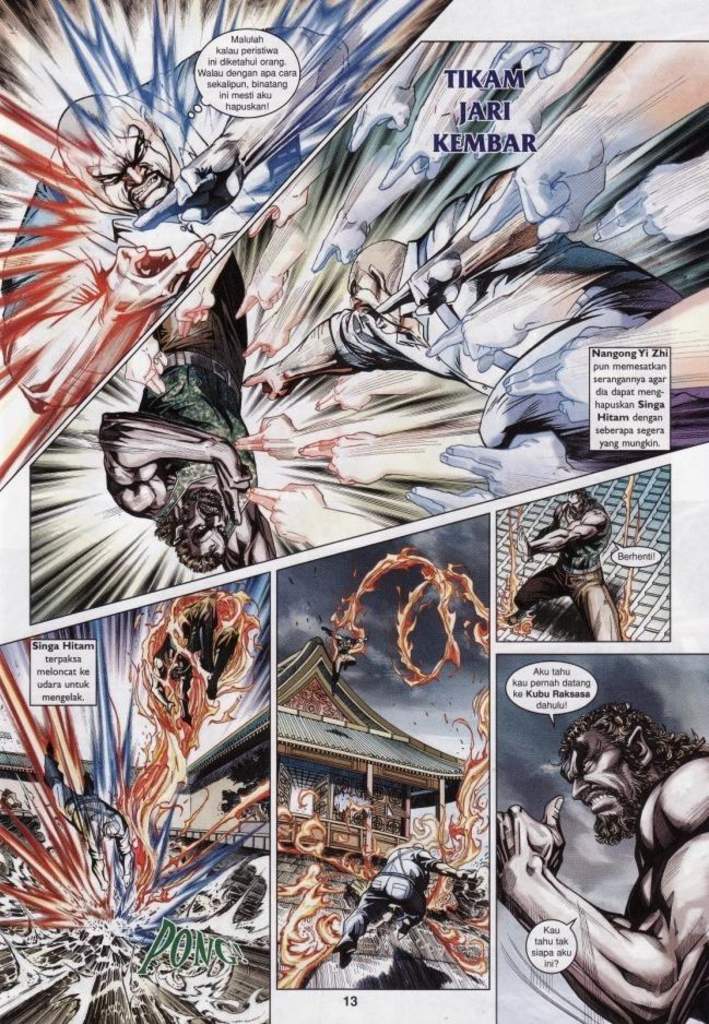 Malulah
kalau peristiwa
ini diketahui orang.
Walau dengan apa cara
sekalipun, binatang
ini mesti aku
hapuskan!
TIKAM
JARI
KEMBAR
Nangong Yi Zhi
pun memesatkan
serangannya agar
dia dapat meng-
hapuskan Singa
Hitam dengan
seberapa segera
yang mungkin.
Singa Hitam
terpaksa
meloncat ke
udara untuk
mengelak.
PONG!
Berhenti!
Aku tahu
kau pernah datang
ke Kubu Raksasa
dahulu!
Kau
tahu tak
siapa aku
ini?
13